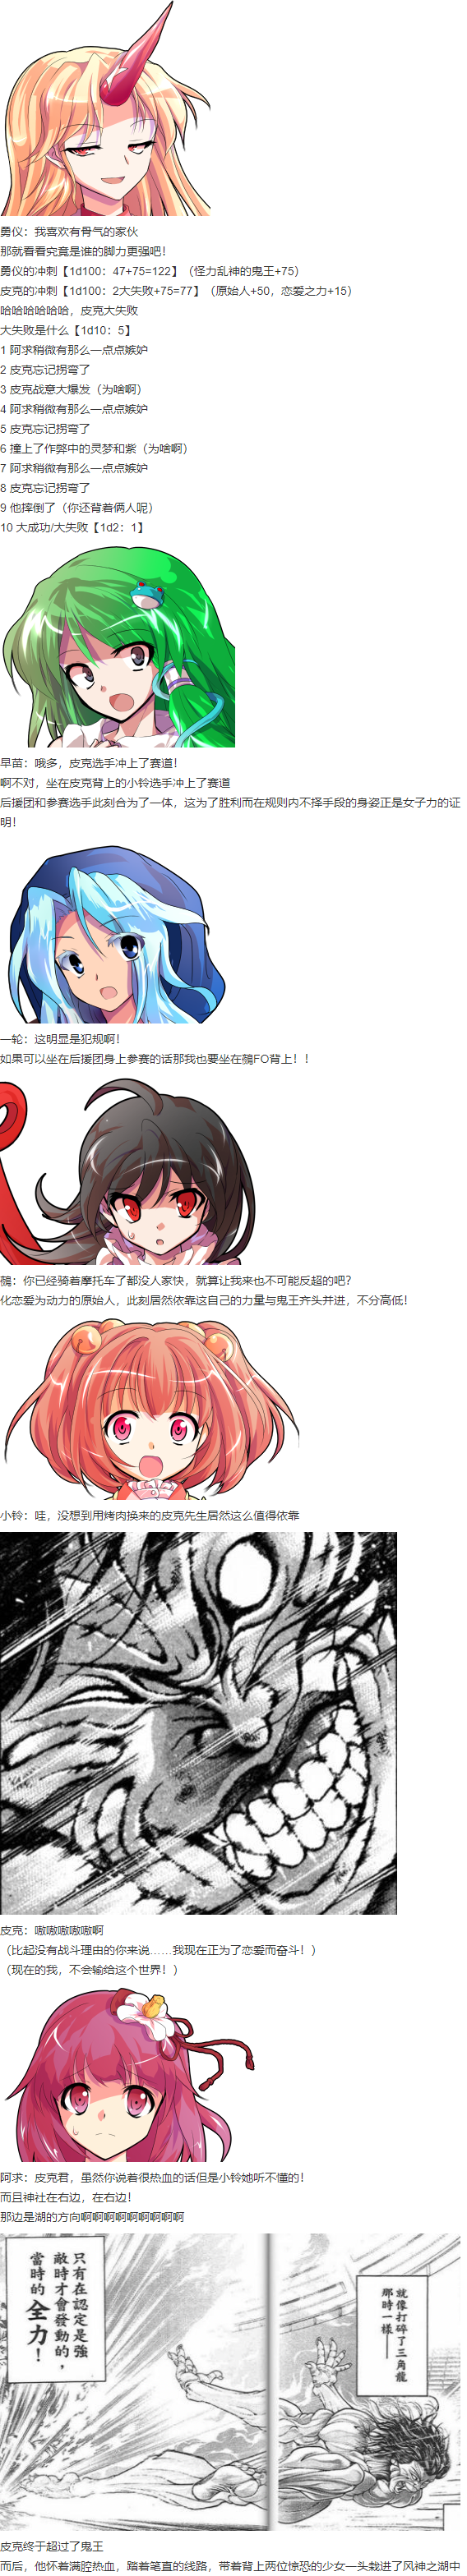 勇仪：我喜欢有骨气的家伙
那就看看究竟是谁的脚力更强吧！
勇仪的冲刺【1d100：47+75=122】（怪力乱神的鬼王+75）
皮克的冲刺【1d100：2大失败+75=77】（原始人+50，恋爱之力+15）
哈哈哈哈哈哈，皮克大失败
大失败是什么【1d10：5】
1 阿求稍微有那么一点点嫉妒
2 皮克忘记拐弯了
3 皮克战意大爆发（为啥啊）
4 阿求稍微有那么一点点嫉妒
5 皮克忘记拐弯了
6 撞上了作弊中的灵梦和紫（为啥啊）
7 阿求稍微有那么一点点嫉妒
8 皮克忘记拐弯了
9 他摔倒了（你还背着俩人呢）
10 大成功/大失败【1d2：1】
早苗：哦多，皮克选手冲上了赛道！
啊不对，坐在皮克背上的小铃选手冲上了赛道
后援团和参赛选手此刻合为了一体，这为了胜利而在规则内不择手段的身姿正是女子力的证
明！
一轮：这明显是犯规啊！
如果可以坐在后援团身上参赛的话那我也要坐在鵺FO背上！！
鵺：你已经骑着摩托车了都没人家快，就算让我来也不可能反超的吧？
化恋爱为动力的原始人，此刻居然依靠这自己的力量与鬼王齐头并进，不分高低！
小铃：哇，没想到用烤肉换来的皮克先生居然这么值得依靠
皮克：嗷嗷嗷嗷嗷啊
（比起没有战斗理由的你来说……我现在正为了恋爱而奋斗！）
（现在的我，不会输给这个世界！）
阿求：皮克君，虽然你说着很热血的话但是小铃她听不懂的！
而且神社在右边，在右边！
那边是湖的方向啊啊啊啊啊啊啊啊啊
就像打碎了三角龍
那時一樣——
只有在認定是強
敵時才會發動的，
當時的全力！
皮克终于超过了鬼王
而后，他怀着满腔热血，踏着笔直的线路，带着背上两位惊恐的少女一头栽进了风神之湖中